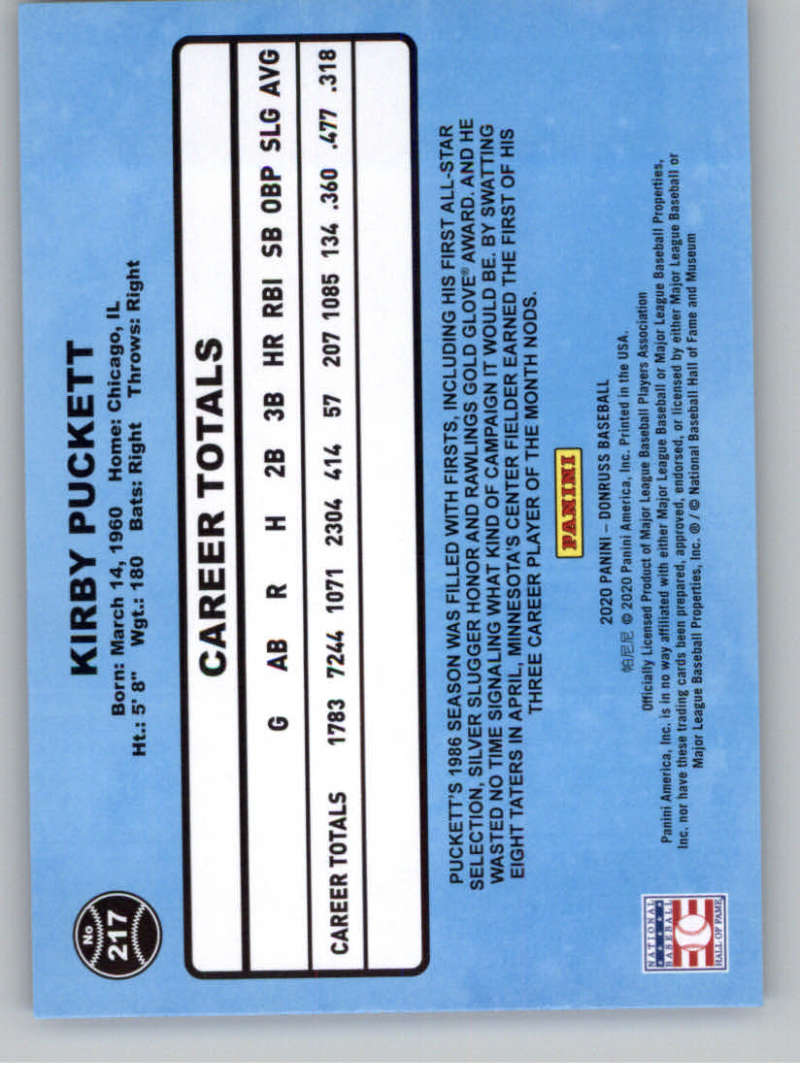 No
217
KIRBY PUCKETT
Born: March 14, 1960 Home: Chicago, IL
Ht.: 5' 8" Wgt.: 180 Bats: Right Throws: Right
CAREER TOTALS
G AB R H 2B 3B HR RBI SB OBP SLG AVG
CAREER TOTALS 1783 7244 1071 2304 414 57 207 1085 134 .360 .477 .318
PUCKETT'S 1986 SEASON WAS FILLED WITH FIRSTS, INCLUDING HIS FIRST ALL-STAR
SELECTION, SILVER SLUGGER HONOR AND RAWLINGS GOLD GLOVE® AWARD. AND HE
WASTED NO TIME SIGNALING WHAT KIND OF CAMPAIGN IT WOULD BE. BY SWATTING
EIGHT TATERS IN APRIL, MINNESOTA'S CENTER FIELDER EARNED THE FIRST OF HIS
THREE CAREER PLAYER OF THE MONTH NODS.
PANINI
2020 PANINI – DONRUSS BASEBALL
帕尼尼 © 2020 Panini America, Inc. Printed in the USA.
Officially Licensed Product of Major League Baseball Players Association
Panini America, Inc. is in no way affiliated with either Major League Baseball or Major League Baseball Properties,
Inc. nor have these trading cards been prepared, approved, endorsed, or licensed by either Major League Baseball or
Major League Baseball Properties, Inc. ® / © National Baseball Hall of Fame and Museum
NATIONAL
BASEBALL
HALL OF FAME